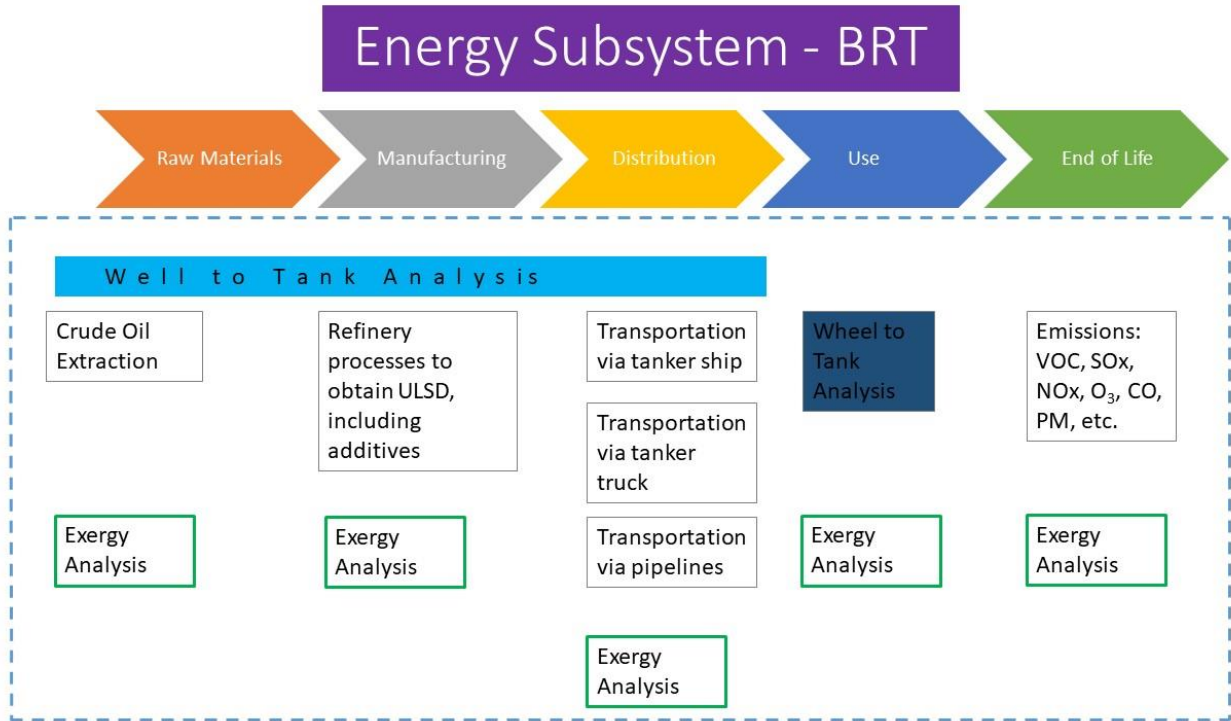 Energy Subsystem - BRT
Raw Materials
Manufacturing
Distribution
Use
End of Life
Well to Tank Analysis
Crude Oil
Extraction
Refinery
processes to
obtain ULSD,
including
additives
Transportation
via tanker ship
Transportation
via tanker
truck
Transportation
via pipelines
Wheel to
Tank
Analysis
Emissions:
VOC, SOx,
NOx, O₃, CO,
PM, etc.
Exergy
Analysis
Exergy
Analysis
Exergy
Analysis
Exergy
Analysis
Exergy
Analysis